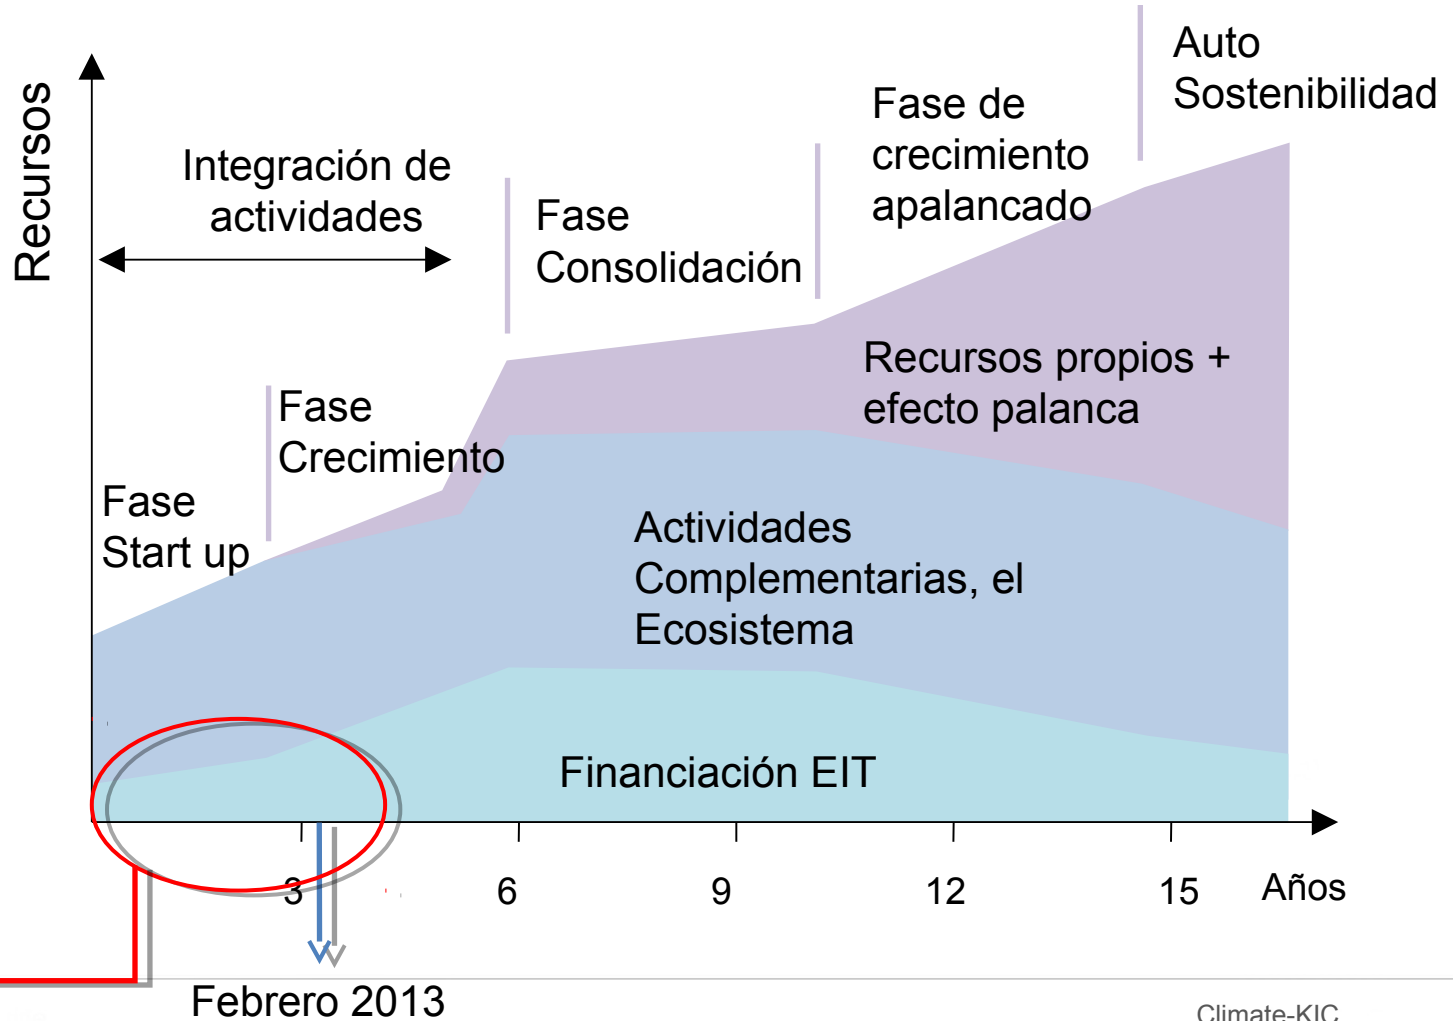 Auto
Sostenibilidad
Fase de
crecimiento
apalancado
Recursos
Integración de
actividades
Fase
Consolidación
Recursos propios +
efecto palanca
Fase
Crecimiento
Fase
Start up
Actividades
Complementarias, el
Ecosistema
Financiación EIT
3
6
9
12
15
Años
Febrero 2013
Climate-KIC